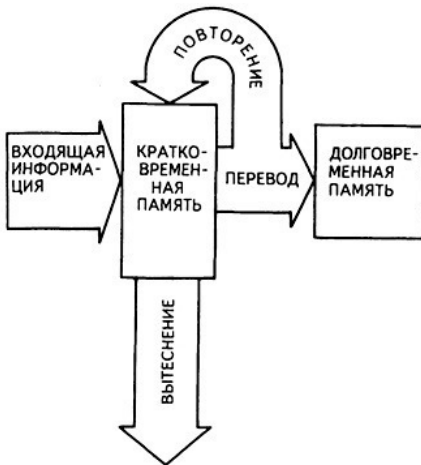 ПОВТОРЕНИЕ
ВХОДЯЩАЯ
ИНФОРМА-
ЦИЯ
КРАТКО-
ВРЕМЕН-
НАЯ
ПАМЯТЬ
ПЕРЕВОД
ДОЛГОВРЕ-
МЕННАЯ
ПАМЯТЬ
ВЫТЕСНЕНИЕ